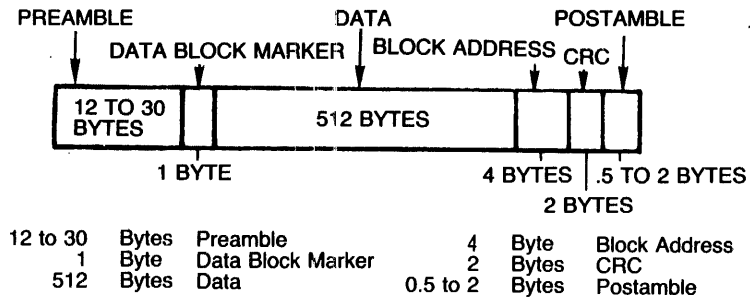 PREAMBLE DATA POSTAMBLE
DATA BLOCK MARKER BLOCK ADDRESS CRC
12 TO 30
BYTES
512 BYTES
1 BYTE 4 BYTES .5 TO 2 BYTES
2 BYTES
12 to 30 Bytes Preamble
1 Byte Data Block Marker
512 Bytes Data
4 Byte Block Address
2 Bytes CRC
0.5 to 2 Bytes Postamble